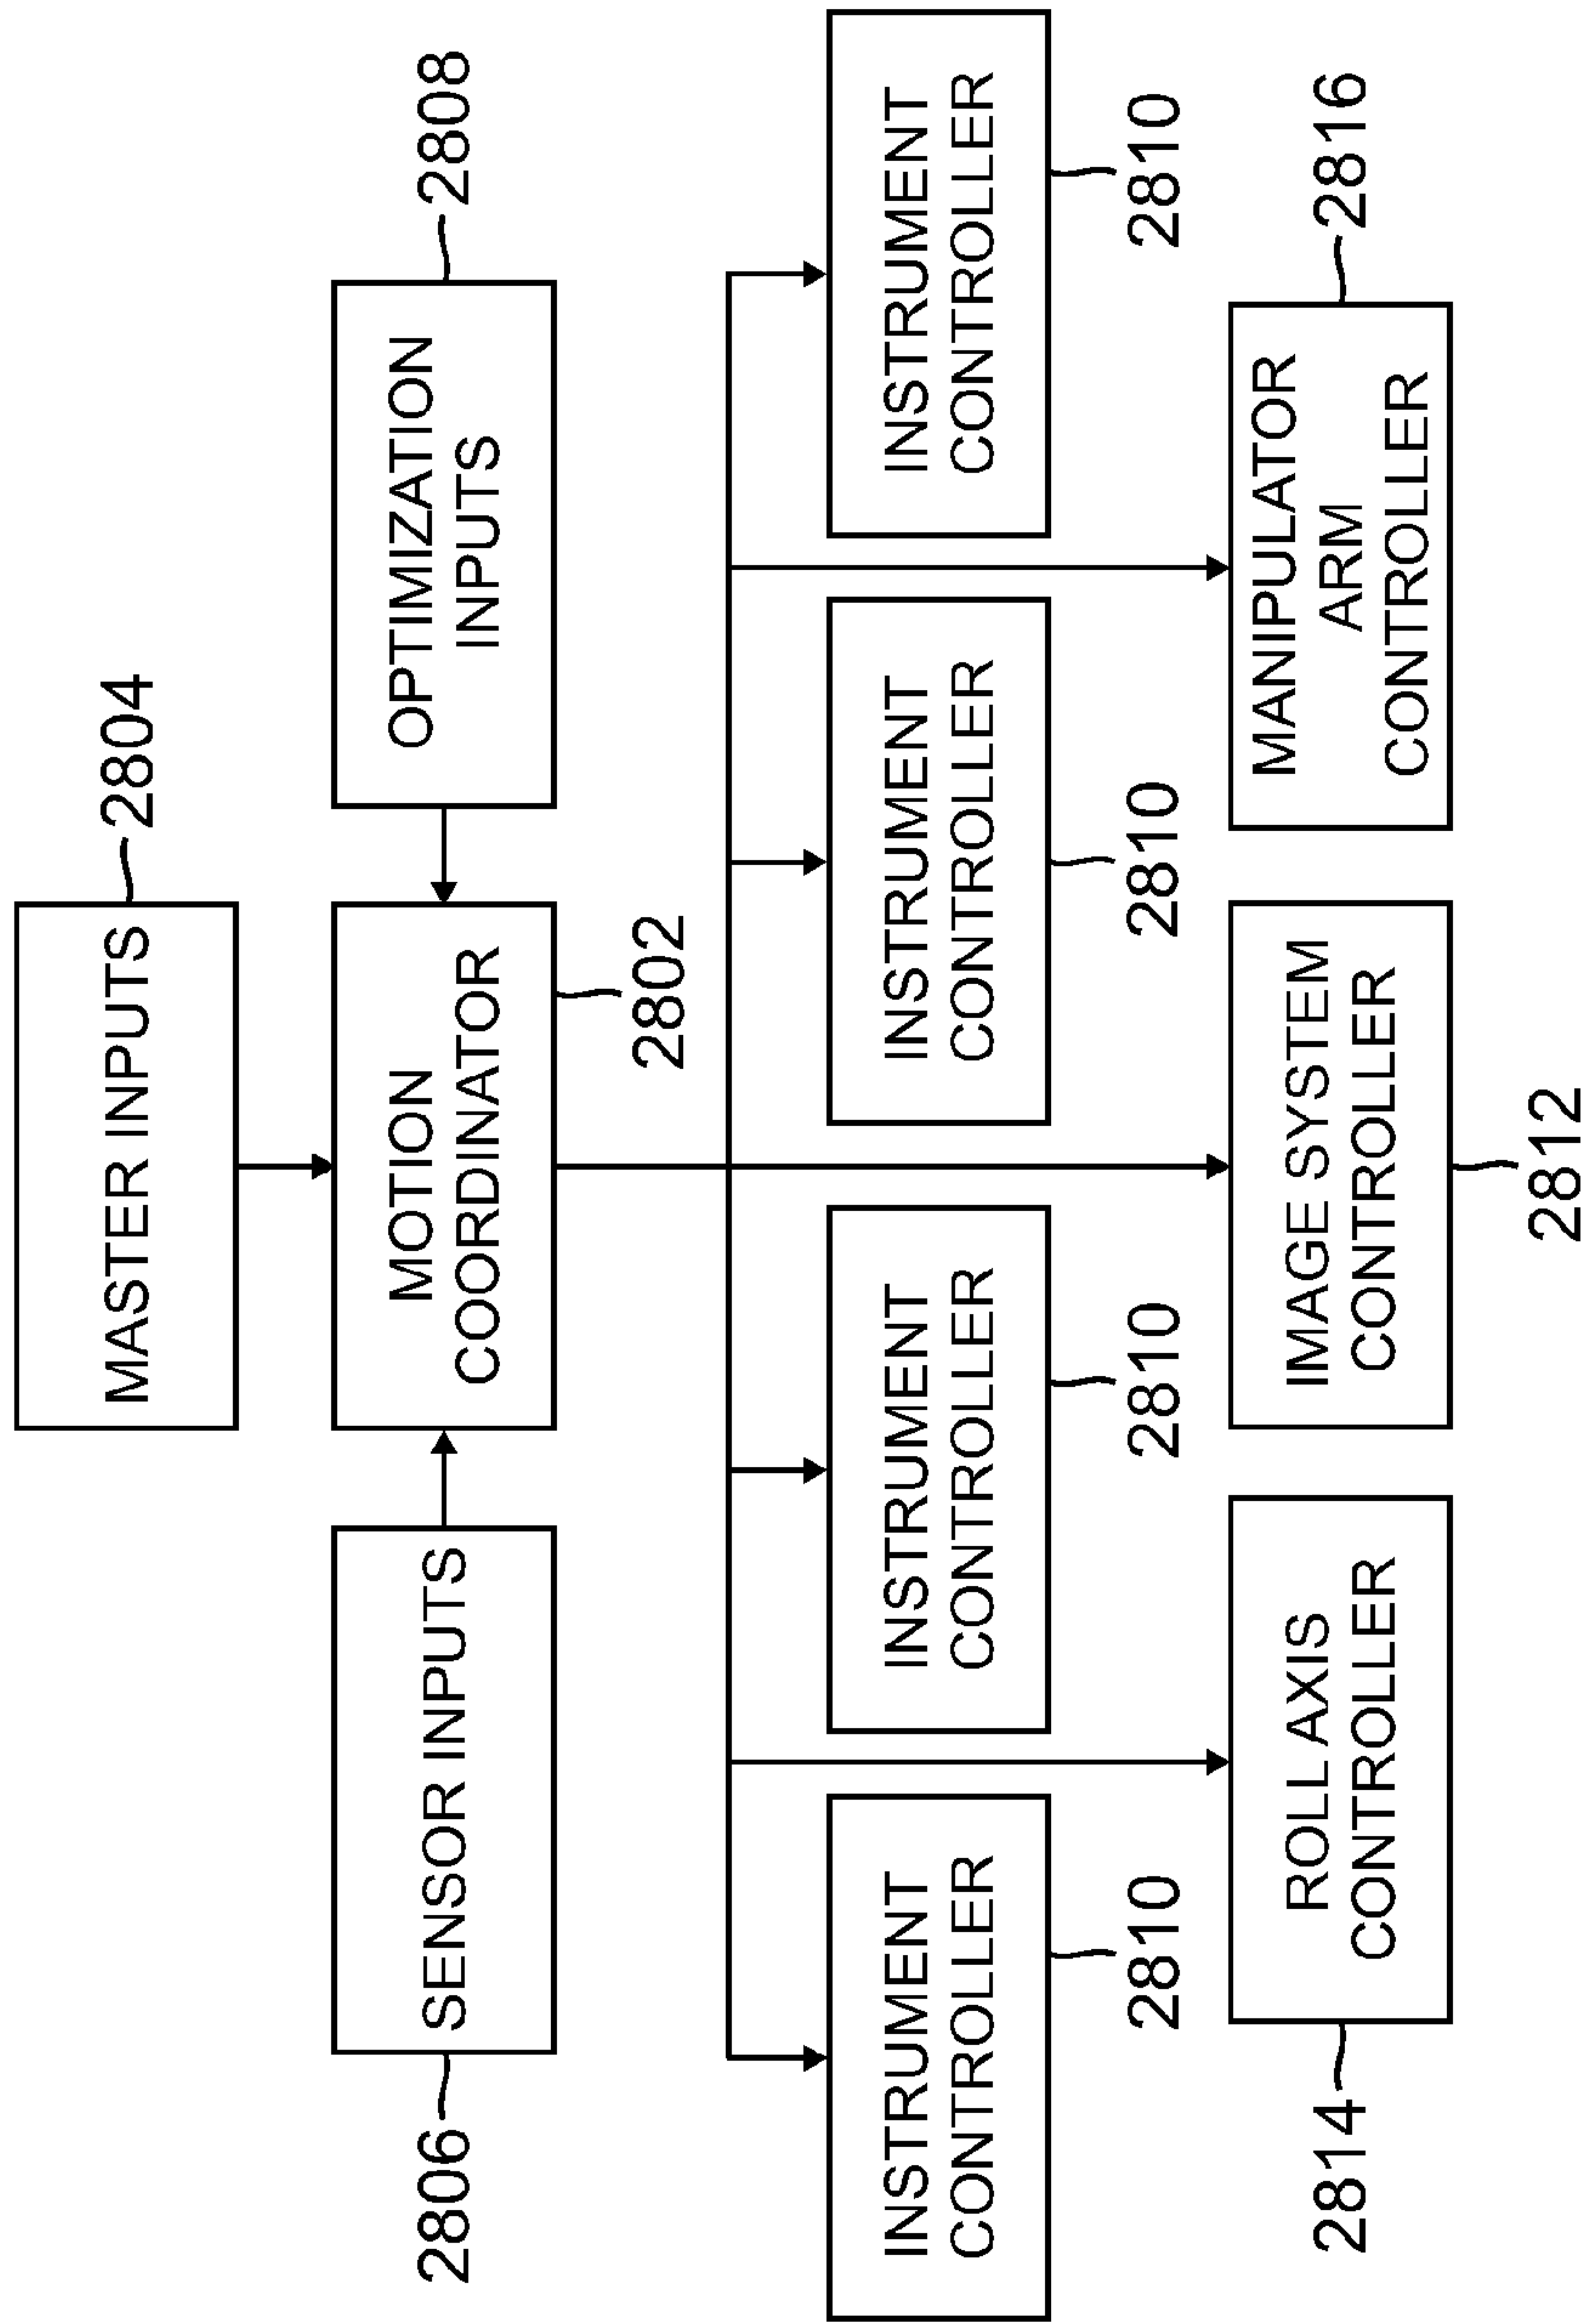 MASTER INPUTS
2804
SENSOR INPUTS
2806
MOTION
COORDINATOR
2802
OPTIMIZATION
INPUTS
2808
INSTRUMENT
CONTROLLER
2810
INSTRUMENT
CONTROLLER
2810
INSTRUMENT
CONTROLLER
2810
INSTRUMENT
CONTROLLER
2810
2814
ROLL AXIS
CONTROLLER
IMAGE SYSTEM
CONTROLLER
2812
MANIPULATOR
ARM
CONTROLLER
2816